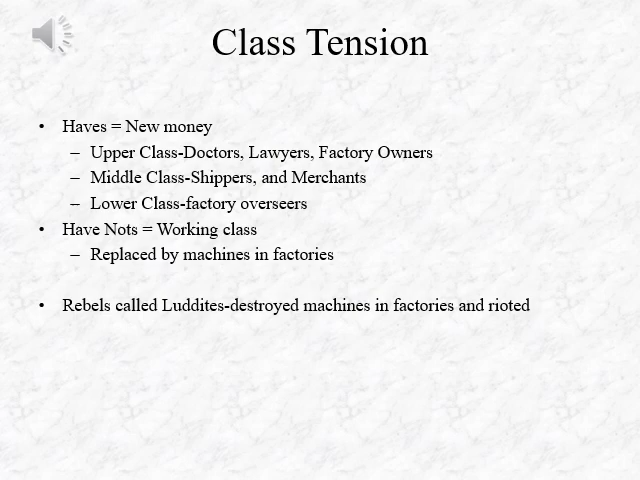 Class Tension
• Haves = New money
– Upper Class-Doctors, Lawyers, Factory Owners
– Middle Class-Shippers, and Merchants
– Lower Class-factory overseers
• Have Nots = Working class
– Replaced by machines in factories
• Rebels called Luddites-destroyed machines in factories and rioted